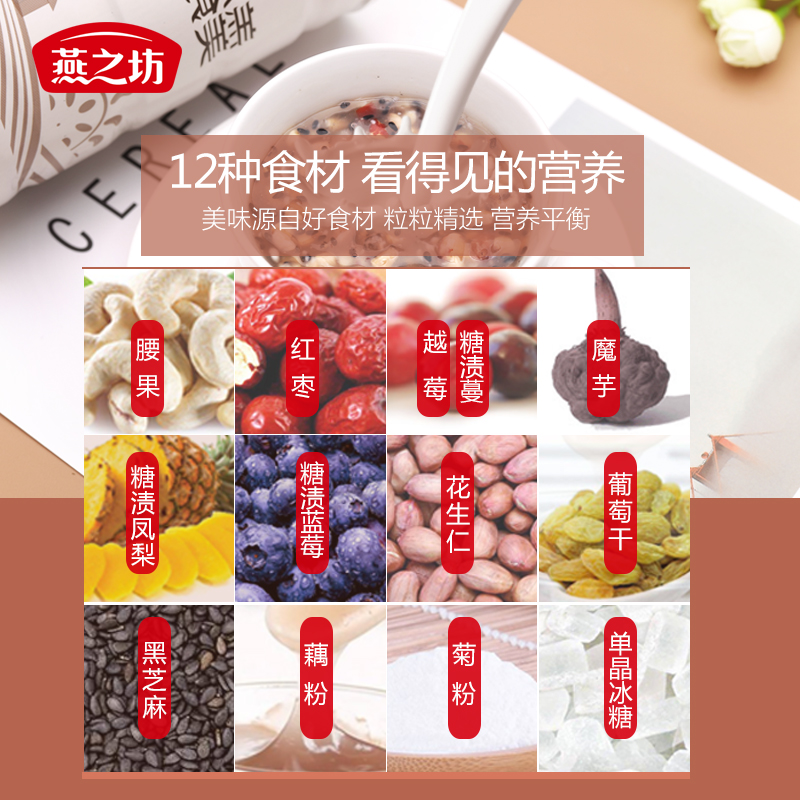 燕之坊
燕麦
CEREAL
12种食材 看得见的营养
美味源自好食材 粒粒精选 营养平衡
腰果
红枣
糖渍蔓
越莓
魔芋
糖渍凤梨
糖渍蓝莓
花生仁
葡萄干
黑芝麻
藕粉
菊粉
单晶冰糖